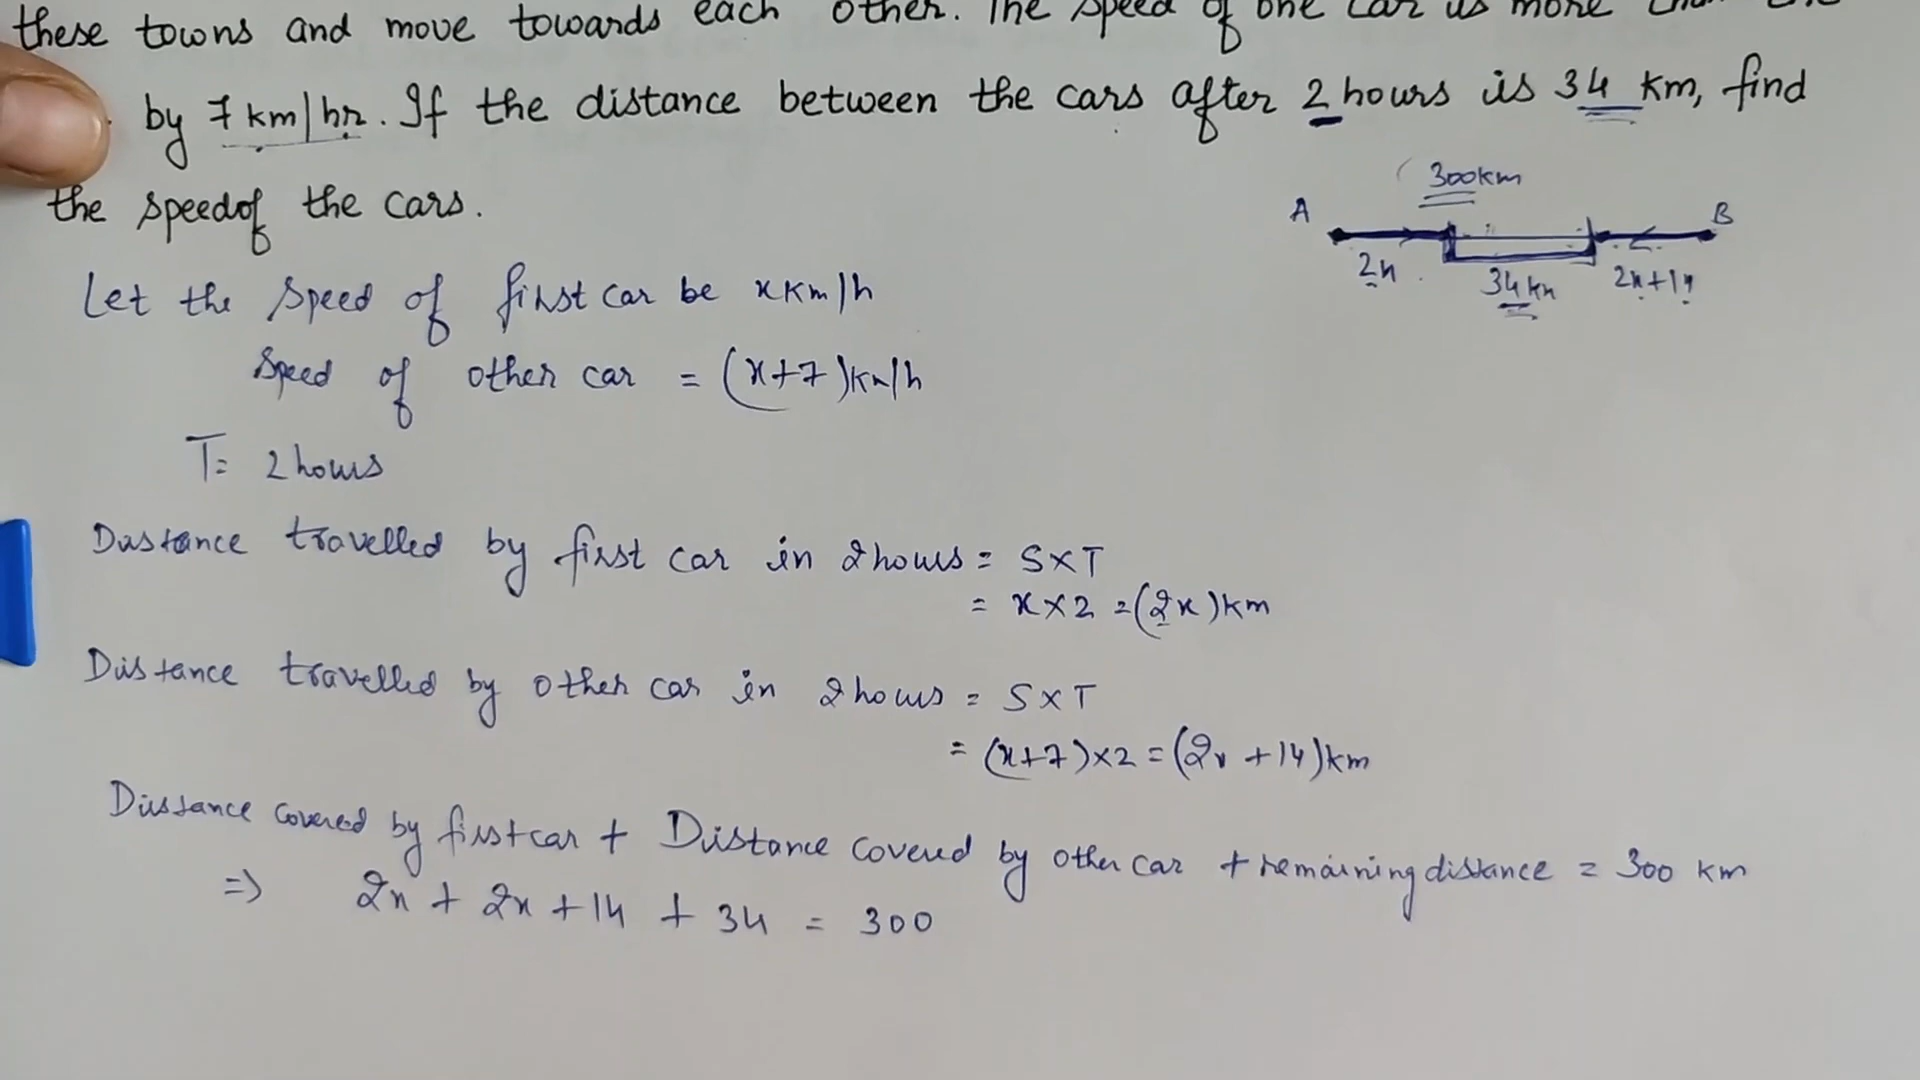 these towns and move towards each other. The speed of one car is more than the
by 7 km/hr. If the distance between the cars after 2 hours is 34 km, find
the speed of the cars.
300km
A B
2x 34 km 2x+14
Let the speed of first car be x km/h
Speed of other car = (x+7) km/h
T = 2 hours
Distance travelled by first car in 2 hours = S×T
= x×2 = (2x) km
Distance travelled by other car in 2 hours = S×T
= (x+7)×2 = (2x+14) km
Distance covered by first car + Distance covered by other car + remaining distance = 300 km
⇒ 2x + 2x + 14 + 34 = 300